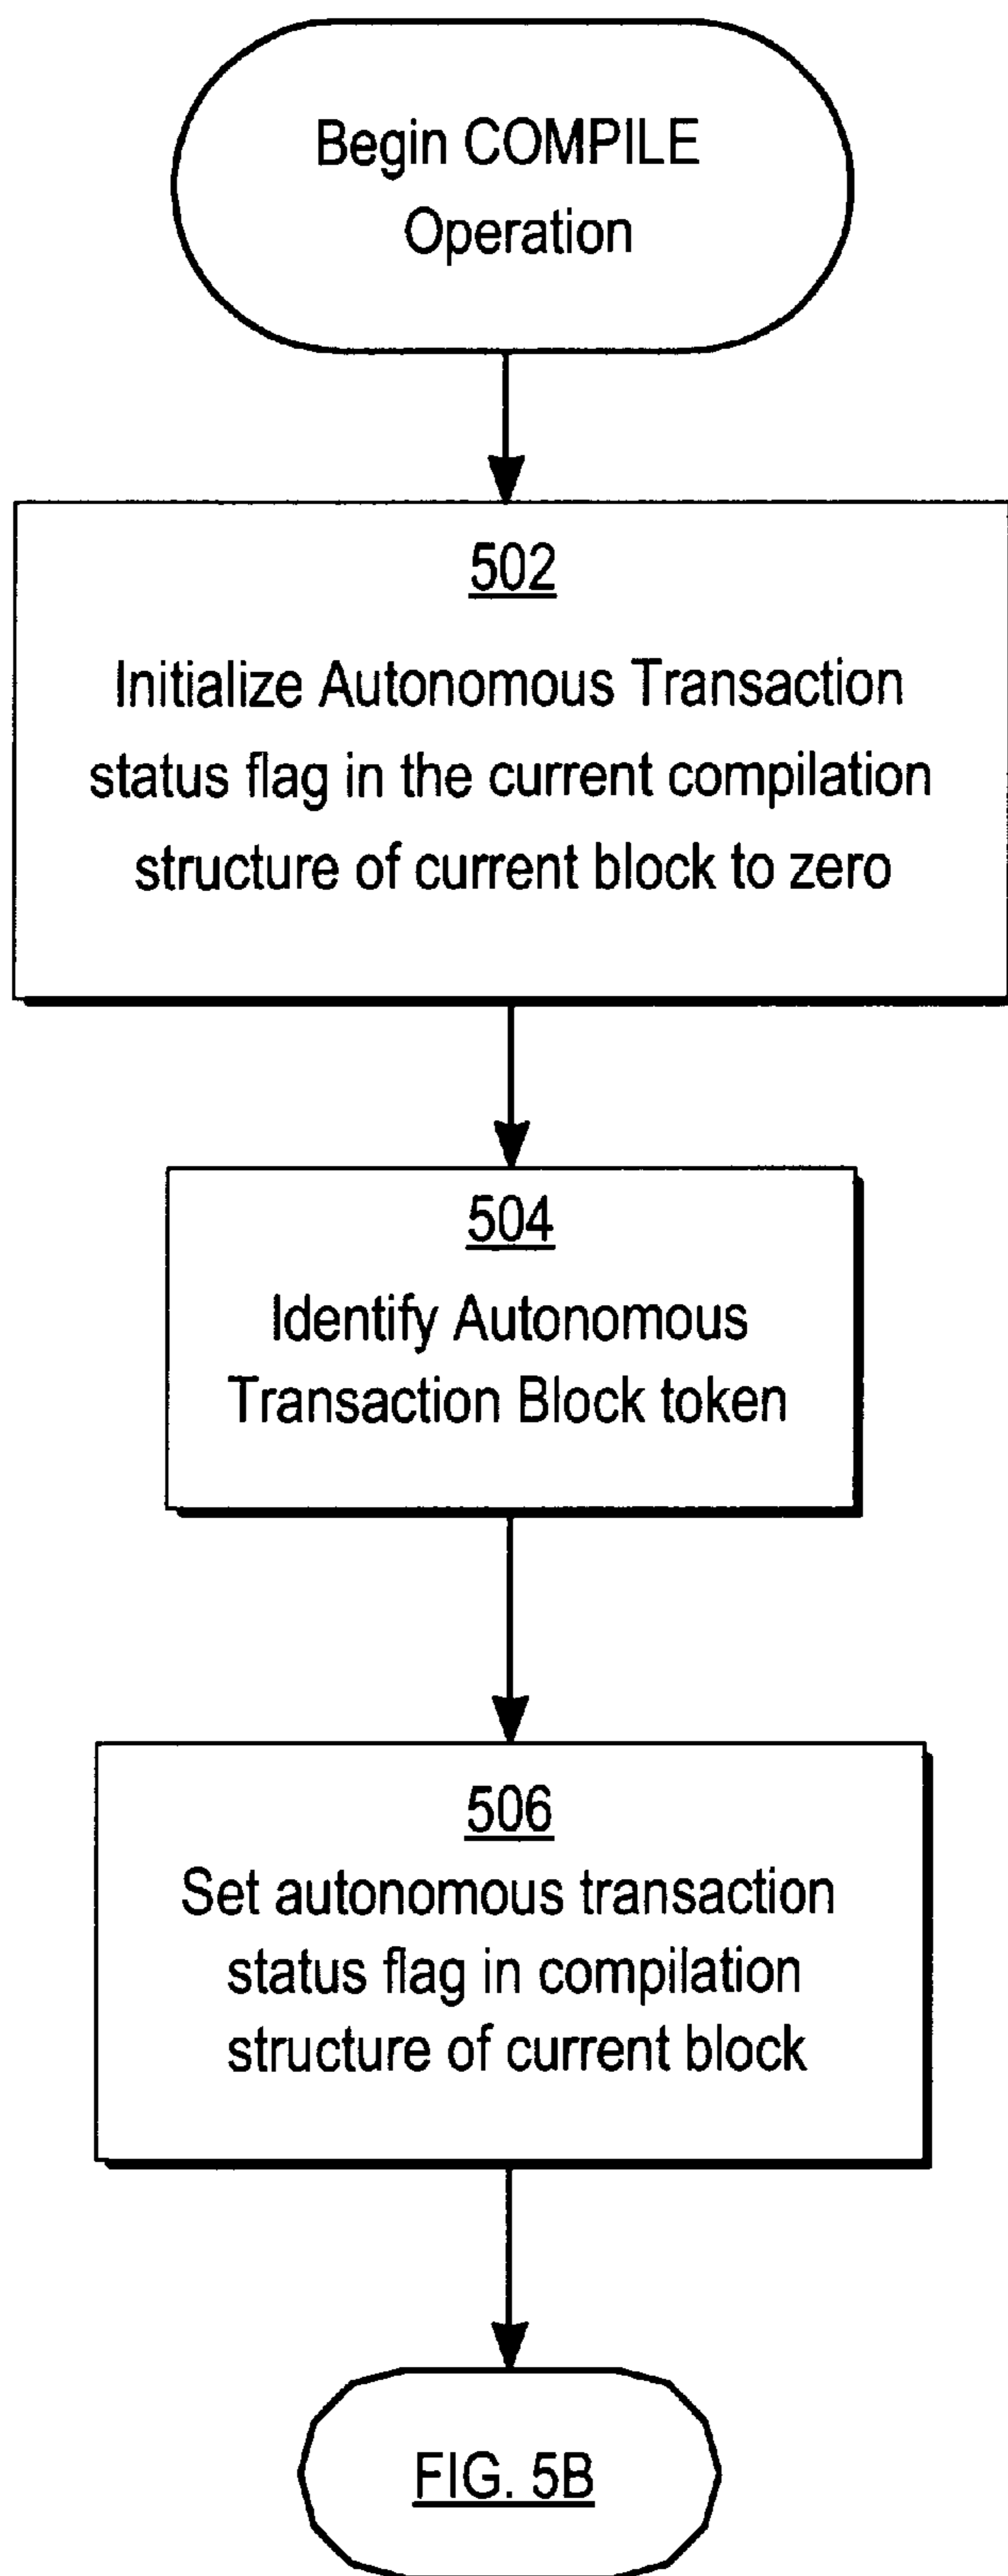 Begin COMPILE
Operation
502
Initialize Autonomous Transaction
status flag in the current compilation
structure of current block to zero
504
Identify Autonomous
Transaction Block token
506
Set autonomous transaction
status flag in compilation
structure of current block
FIG. 5B